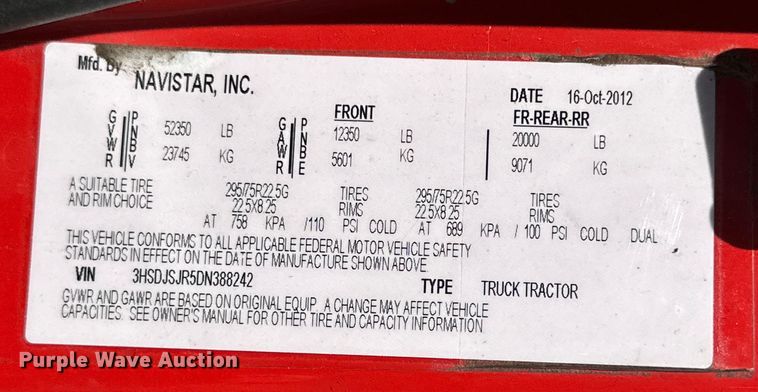 Mfd. By NAVISTAR, INC.
DATE 16-Oct-2012
FRONT FR-REAR-RR
GVWR PNBV 52350 LB GAWR PNBE 12350 LB 20000 LB
23745 KG 5601 KG 9071 KG
A SUITABLE TIRE 295/75R22.5G TIRES 295/75R22.5G TIRES
AND RIM CHOICE 22.5X8.25 RIMS 22.5X8.25 RIMS
AT 758 KPA /110 PSI COLD AT 689 KPA / 100 PSI COLD DUAL
THIS VEHICLE CONFORMS TO ALL APPLICABLE FEDERAL MOTOR VEHICLE SAFETY
STANDARDS IN EFFECT ON THE DATE OF MANUFACTURE SHOWN ABOVE.
VIN 3HSDJSJR5DN388242 TYPE TRUCK TRACTOR
GVWR AND GAWR ARE BASED ON ORIGINAL EQUIP. A CHANGE MAY AFFECT VEHICLE
CAPACITIES. SEE OWNER'S MANUAL FOR OTHER TIRE AND CAPACITY INFORMATION
Purple Wave Auction